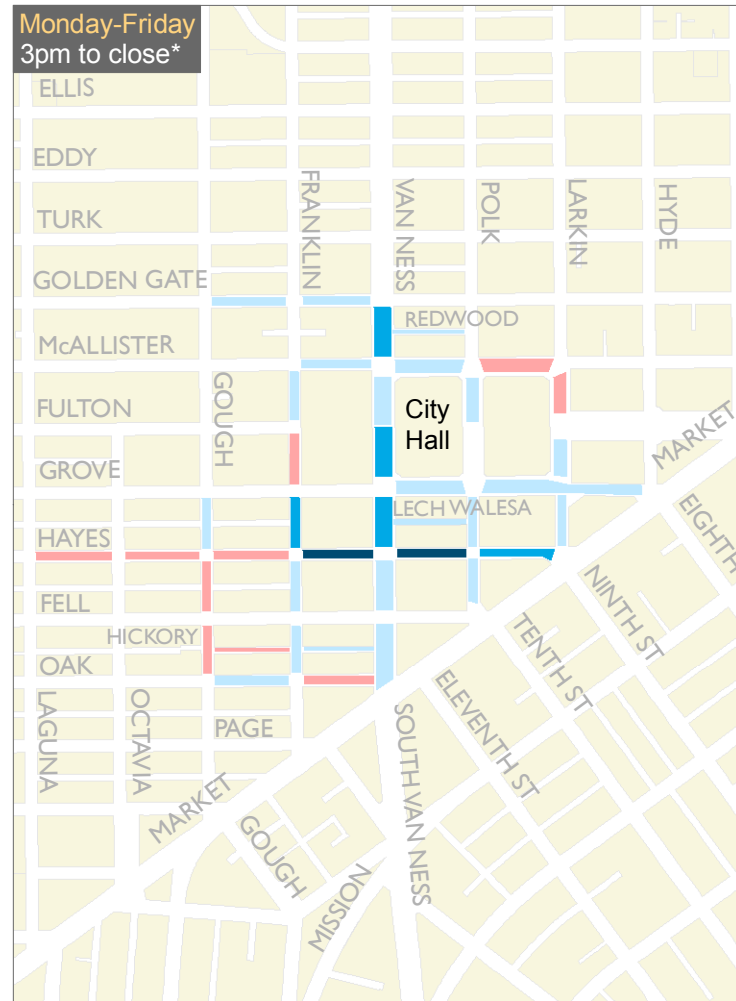 Monday-Friday
3pm to close*
ELLIS
EDDY
TURK
FRANKLIN
VAN NESS
POLK
LARKIN
HYDE
GOLDEN GATE
REDWOOD
McALLISTER
GOUGH
FULTON
City
Hall
MARKET
GROVE
LECH WALESA
EIGHTH
HAYES
NINTH ST
FELL
TENTH ST
HICKORY
OAK
ELEVENTH ST
LAGUNA
OCTAVIA
PAGE
SOUTH VAN NESS
MARKET
GOUGH
MISSION